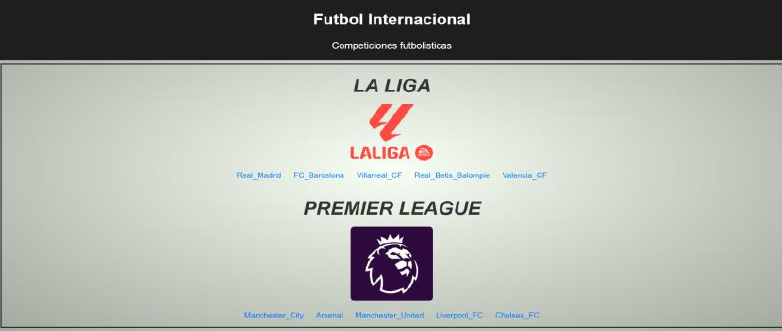 Futbol Internacional
Competiciones futbolisticas
LA LIGA
LALIGA
Real_Madrid FC_Barcelona Villarreal_CF Real_Betis_Balompie Valencia_CF
PREMIER LEAGUE
Manchester_City Arsenal Manchester_United Liverpool_FC Chelsea_FC